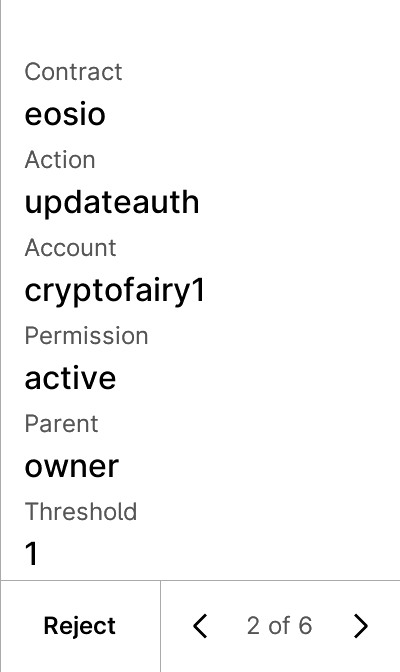 Contract
eosio
Action
updateauth
Account
cryptofairy1
Permission
active
Parent
owner
Threshold
1
Reject
2 of 6